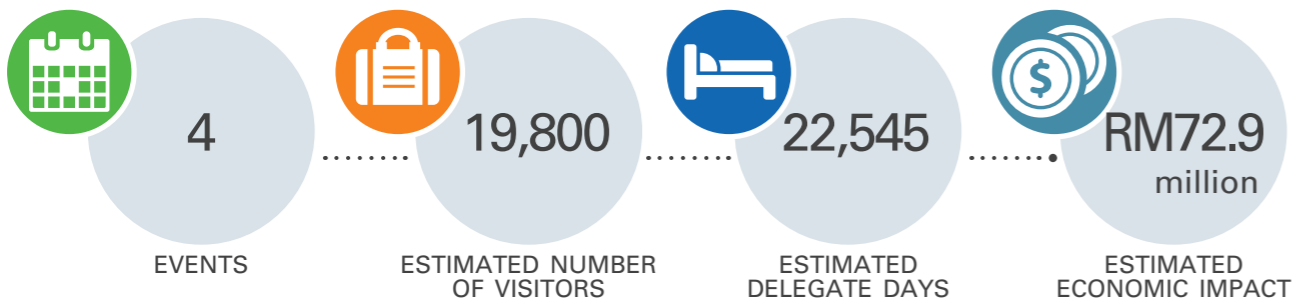 4
EVENTS
19,800
ESTIMATED NUMBER
OF VISITORS
22,545
ESTIMATED
DELEGATE DAYS
$
RM72.9
million
ESTIMATED
ECONOMIC IMPACT